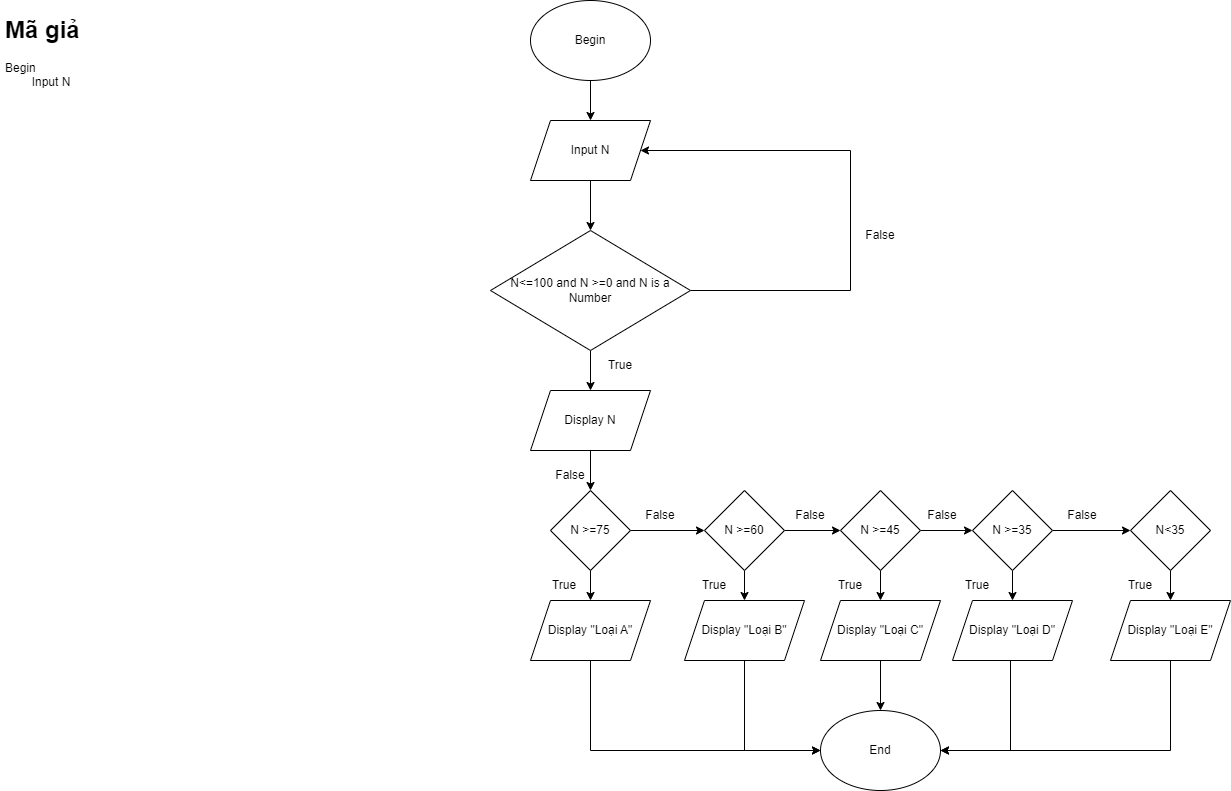 Mã giả
Begin
Input N
Begin
Input N
False
N<=100 and N >=0 and N is a
Number
True
Display N
False
N >=75
False
N >=60
False
N >=45
False
N >=35
False
N<35
True
True
True
True
True
Display "Loại A"
Display "Loại B"
Display "Loại C"
Display "Loại D"
Display "Loại E"
End